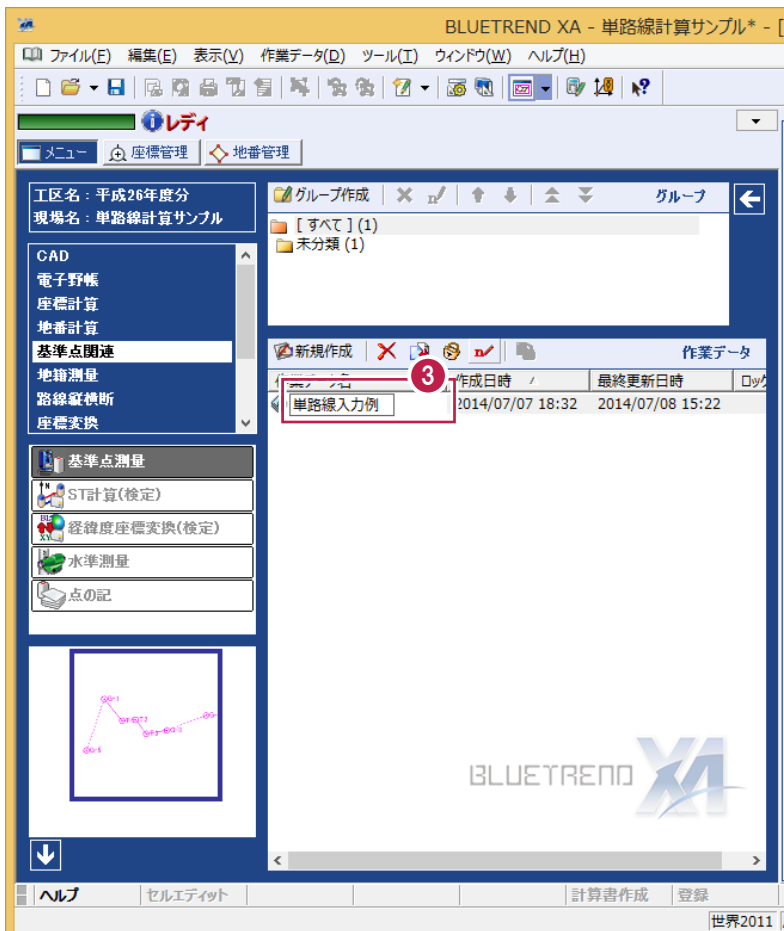 BLUETREND XA - 単路線計算サンプル* - [
ファイル(F) 編集(E) 表示(V) 作業データ(D) ツール(T) ウィンドウ(W) ヘルプ(H)
レディ
メニュー 座標管理 地番管理
工区名：平成26年度分
現場名：単路線計算サンプル
グループ作成 グループ
[ すべて ] (1)
未分類 (1)
CAD
電子野帳
座標計算
地番計算
基準点関連
地籍測量
路線縦横断
座標変換
新規作成 作業データ
作業データ名 作成日時 最終更新日時 ロック
3
単路線入力例 2014/07/07 18:32 2014/07/08 15:22
基準点測量
ST計算(検定)
経緯度座標変換(検定)
水準測量
点の記
BLUETREND XA
ヘルプ セルエディット 計算書作成 登録
世界2011